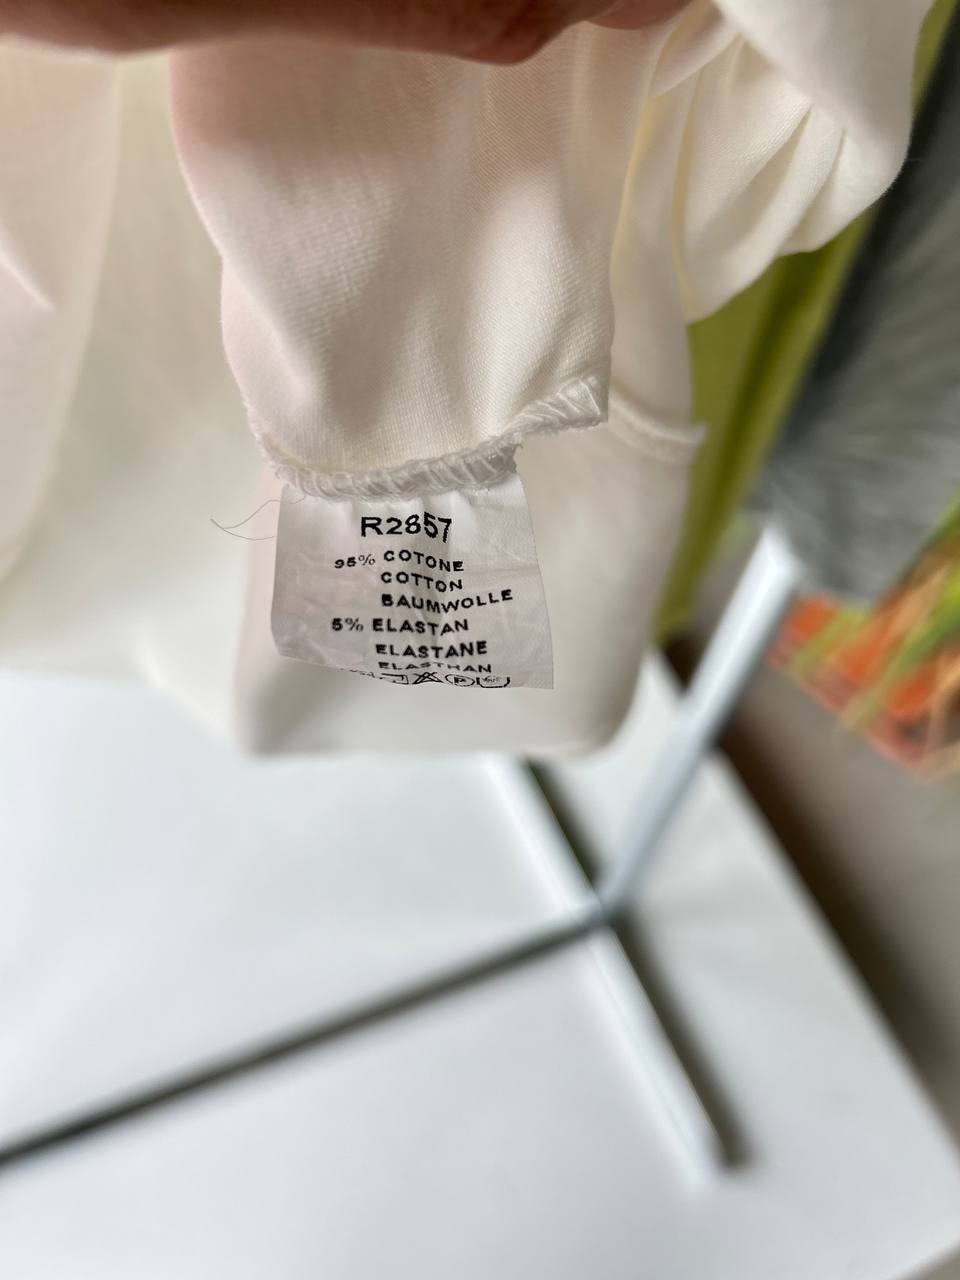 R2857
95% COTONE
COTTON
BAUMWOLLE
5% ELASTAN
ELASTANE
ELASTHAN